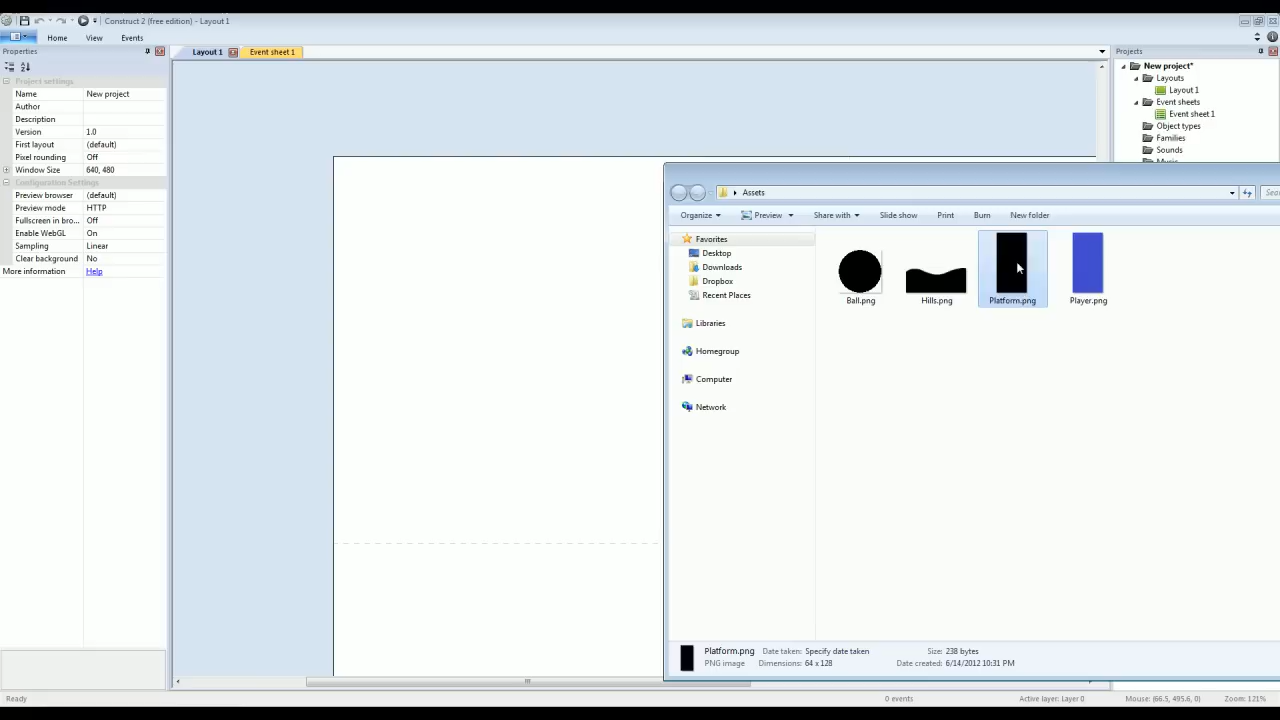 Construct 2 (free edition) - Layout 1
Home View Events
Properties
Layout 1
Event sheet 1
Projects
Project settings
Name New project
Author
Description
Version 1.0
First layout (default)
Pixel rounding Off
Window Size 640, 480
Configuration Settings
Preview browser (default)
Preview mode HTTP
Fullscreen in bro... Off
Enable WebGL On
Sampling Linear
Clear background No
More information Help
New project*
Layouts
Layout 1
Event sheets
Event sheet 1
Object types
Families
Sounds
Assets
Organize Preview Share with Slide show Print Burn New folder
Favorites
Desktop
Downloads
Dropbox
Recent Places
Libraries
Homegroup
Computer
Network
Ball.png
Hills.png
Platform.png
Player.png
Platform.png Date taken: Specify date taken Size: 238 bytes
PNG image Dimensions: 64 x 128 Date created: 6/14/2012 10:31 PM
Ready
0 events
Active layer: Layer 0
Mouse: (66.5, 495.6, 0)
Zoom: 121%